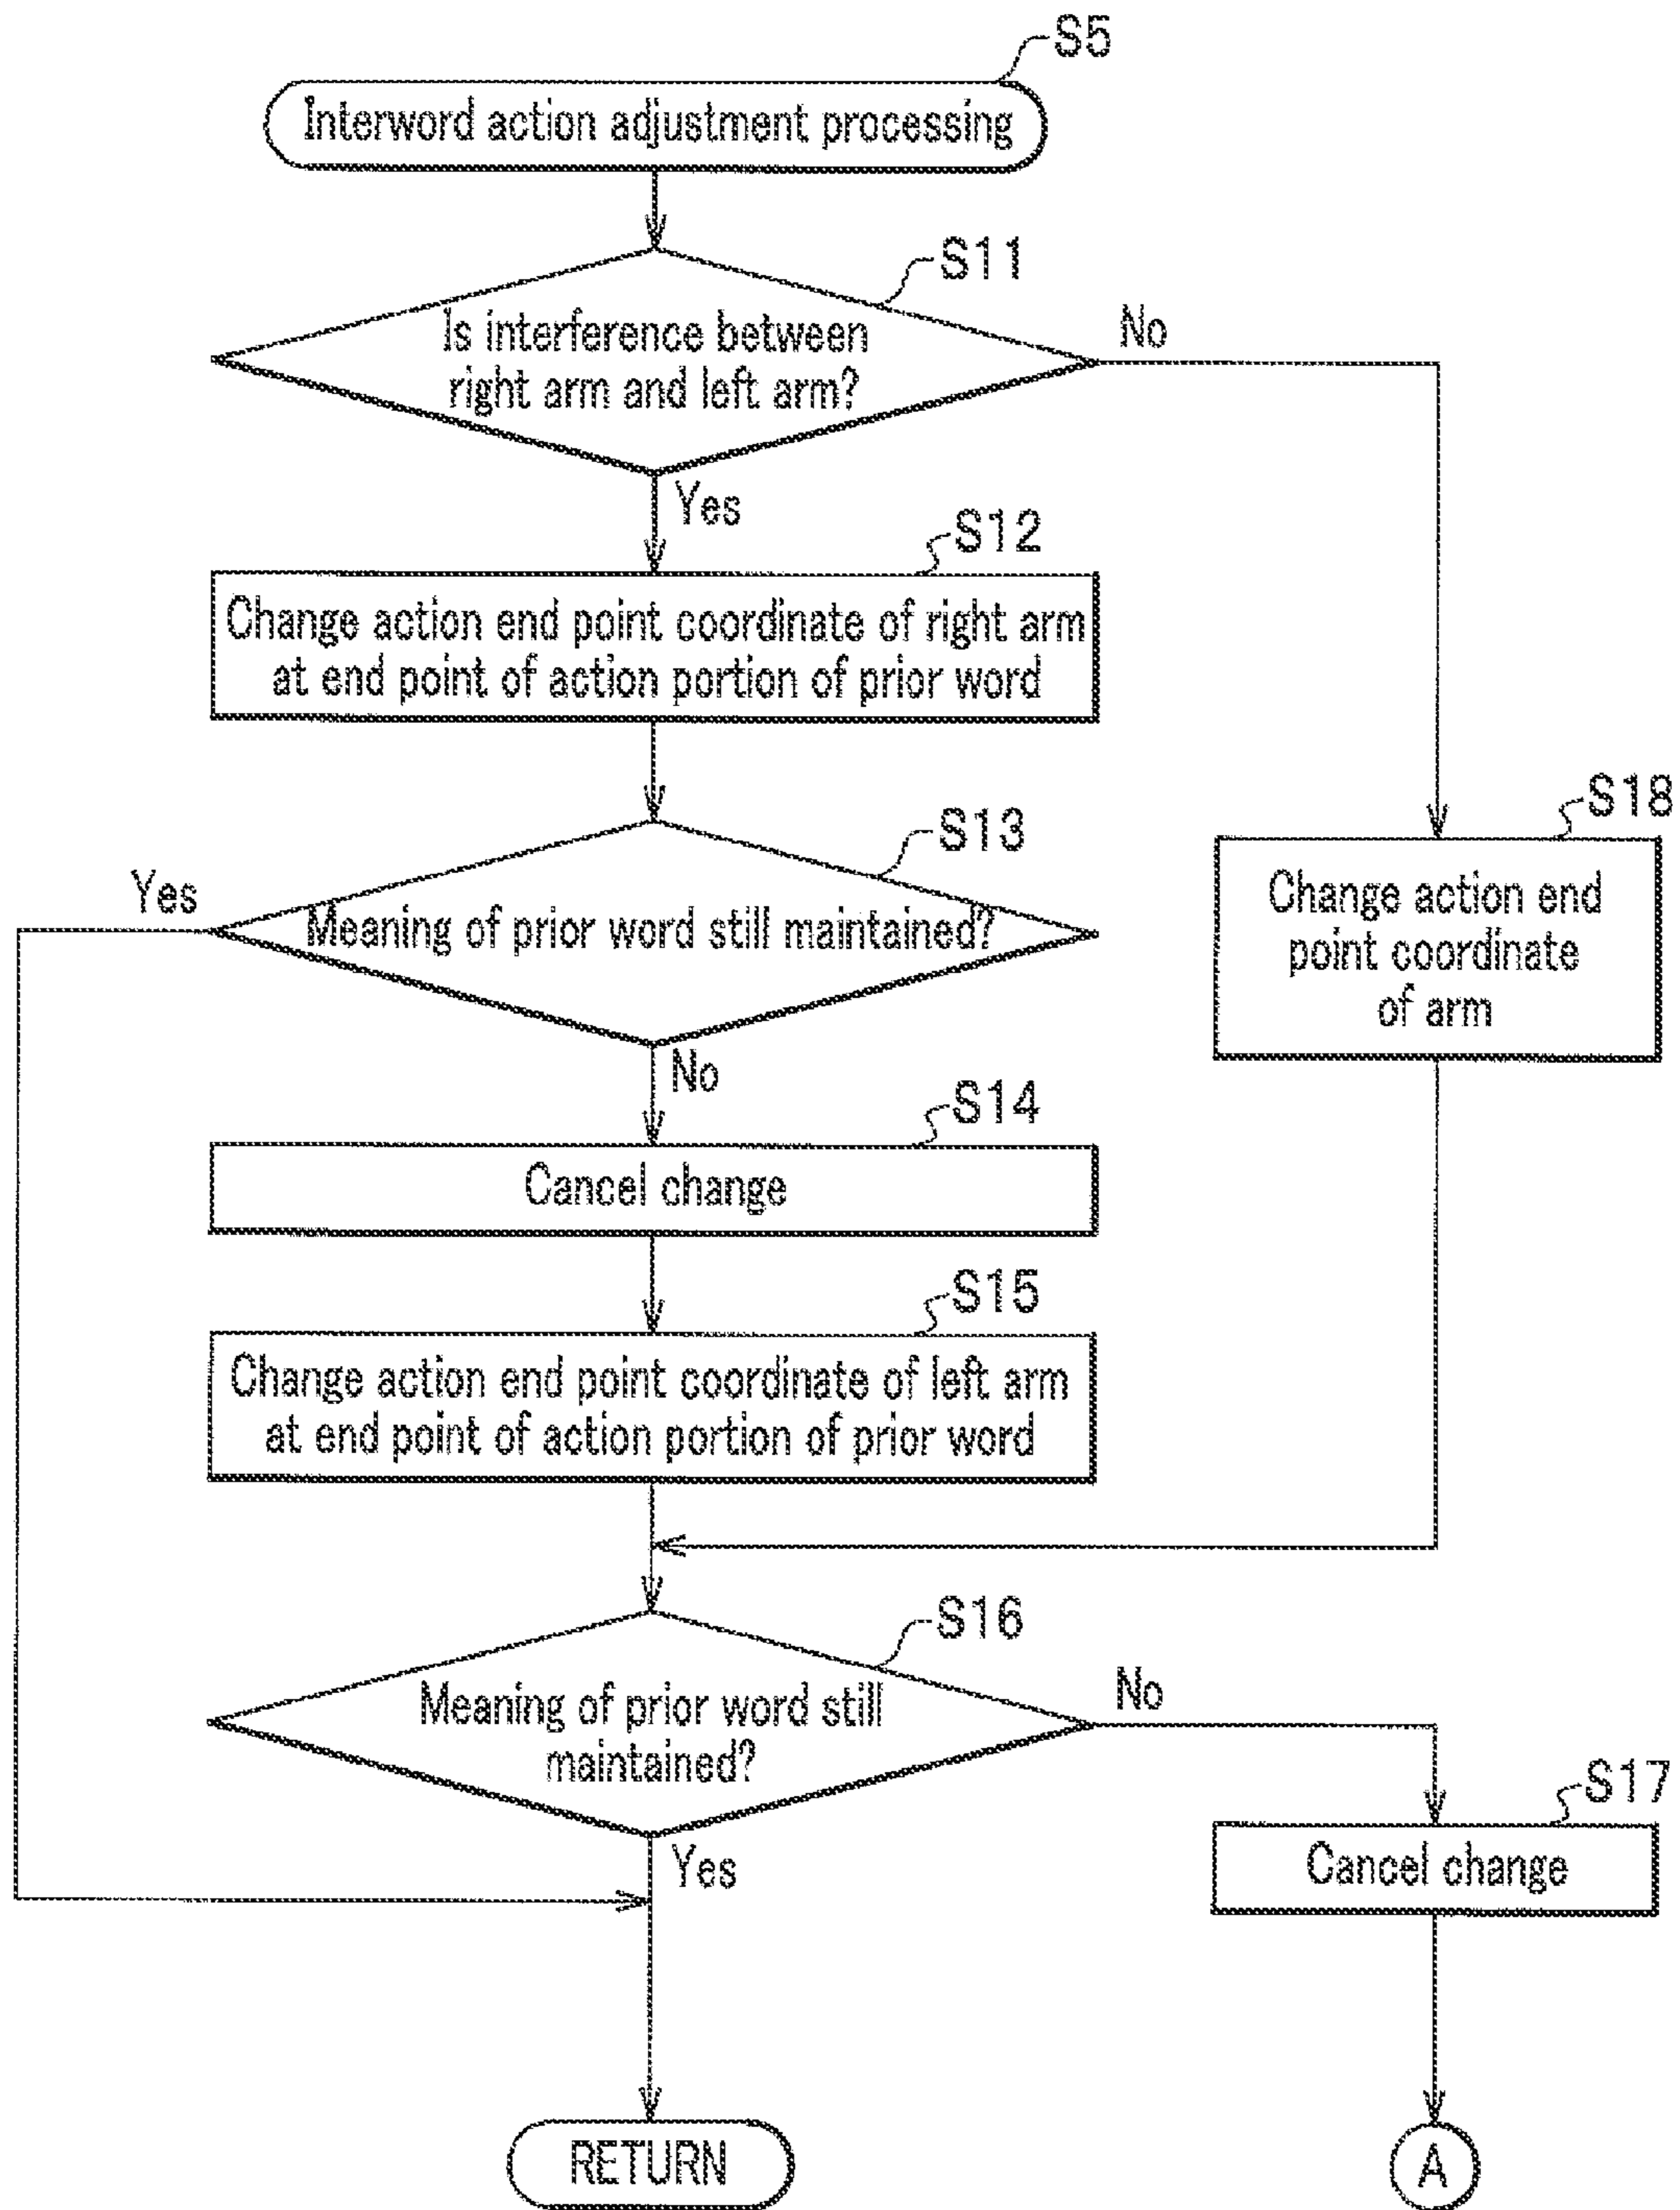 S5
Interword action adjustment processing
S11
Is interference between
right arm and left arm?
No
Yes
S12
Change action end point coordinate of right arm
at end point of action portion of prior word
S13
Yes
Meaning of prior word still maintained?
No
S18
Change action end
point coordinate
of arm
S14
Cancel change
S15
Change action end point coordinate of left arm
at end point of action portion of prior word
S16
Meaning of prior word still
maintained?
No
Yes
S17
Cancel change
RETURN
A